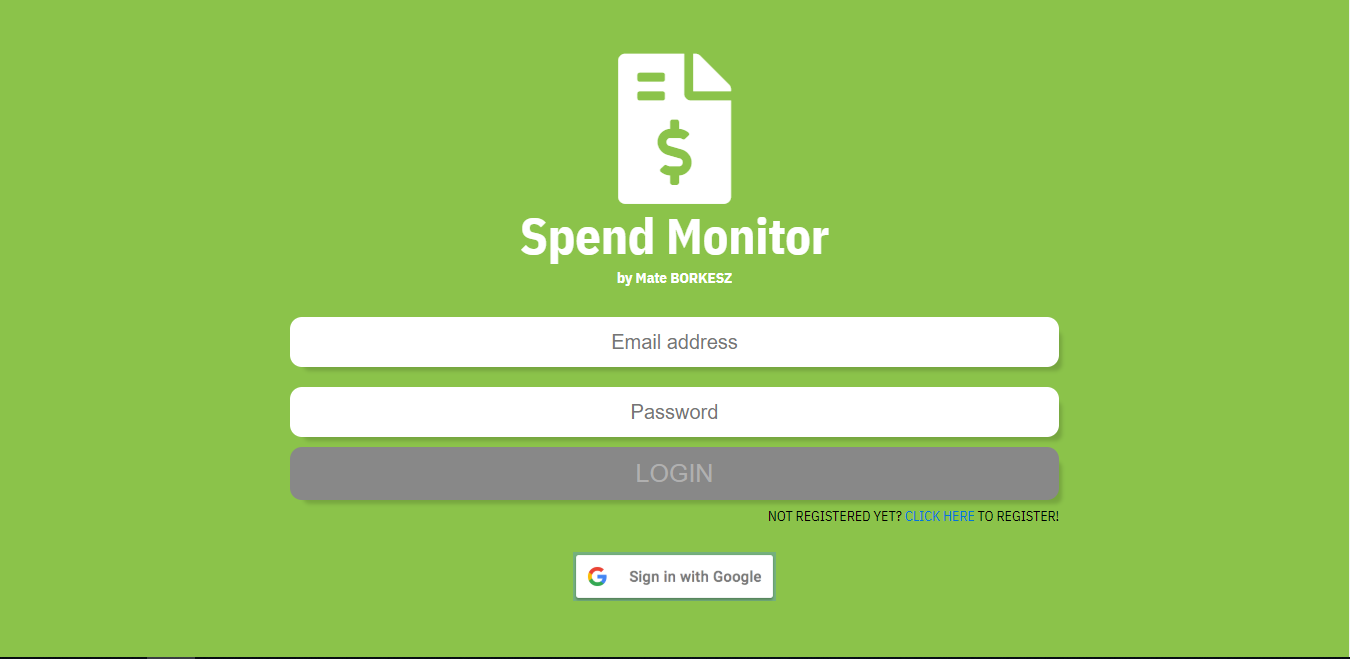 $
Spend Monitor
by Mate BORKESZ
Email address
Password
LOGIN
NOT REGISTERED YET? CLICK HERE TO REGISTER!
Sign in with Google